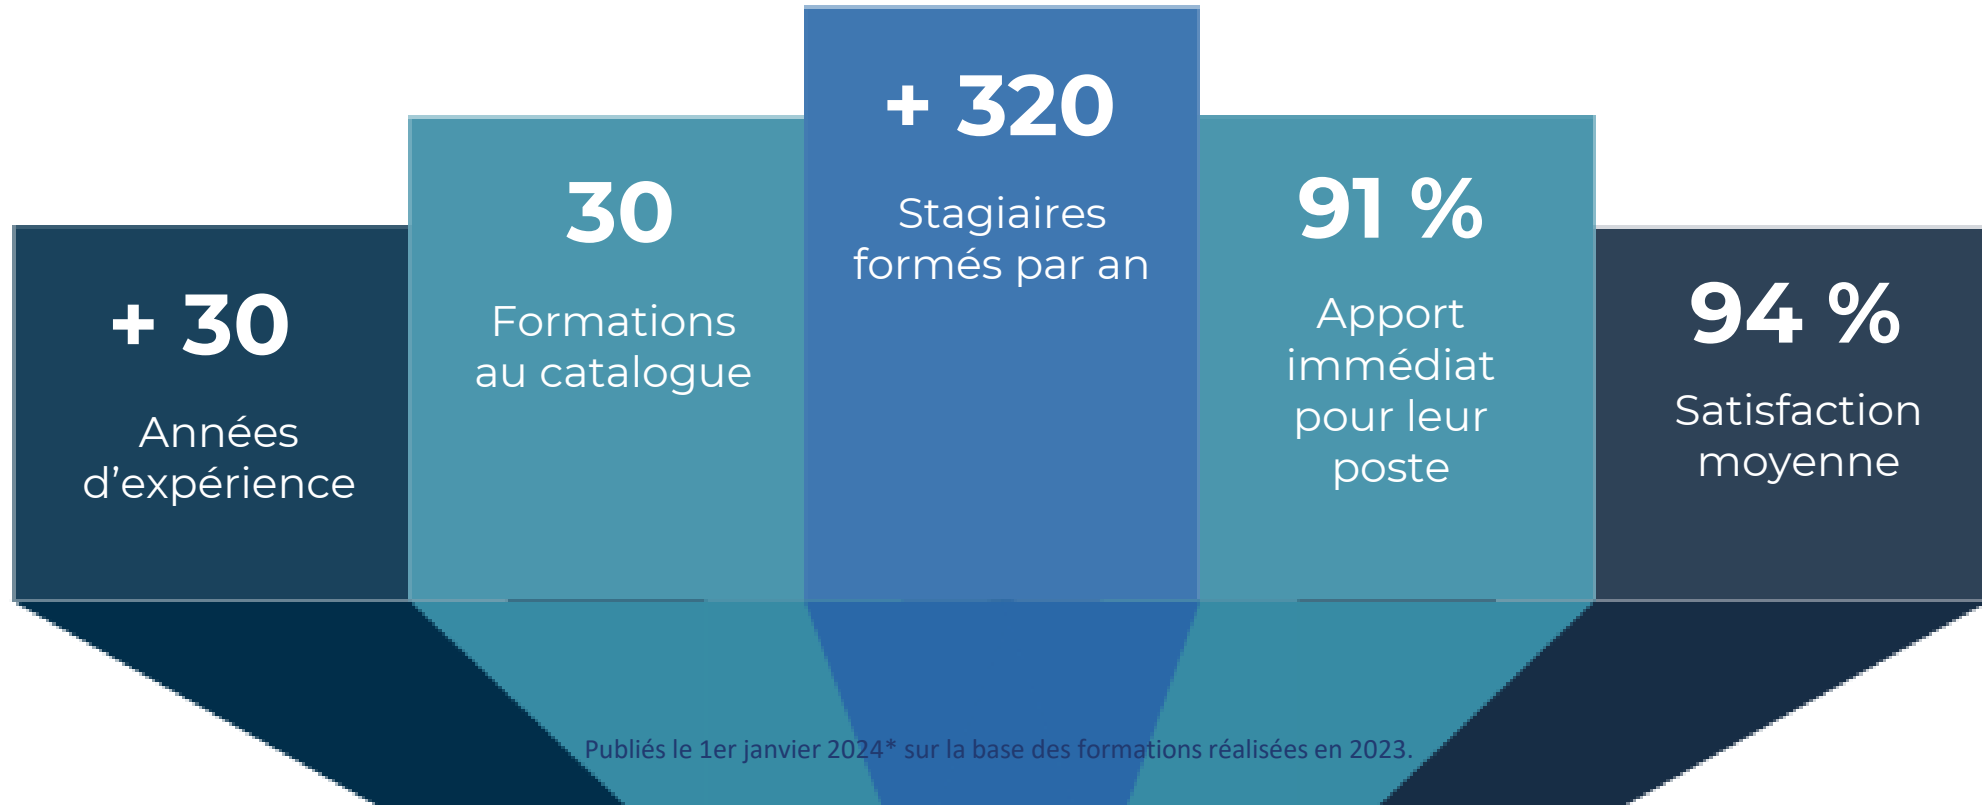 + 30
Années
d’expérience
30
Formations
au catalogue
+ 320
Stagiaires
formés par an
91 %
Apport
immédiat
pour leur
poste
94 %
Satisfaction
moyenne
Publiés le 1er janvier 2024* sur la base des formations réalisées en 2023.